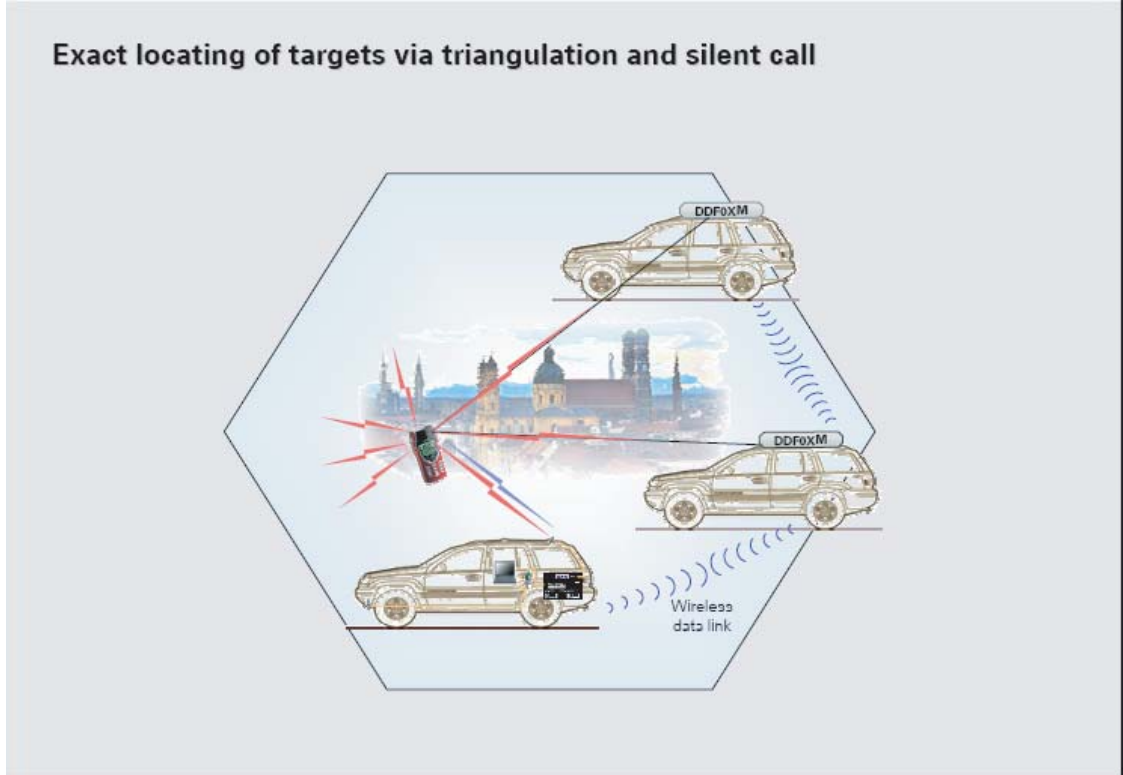 Exact locating of targets via triangulation and silent call
DDF0XM
DDF0XM
Wireless
data link